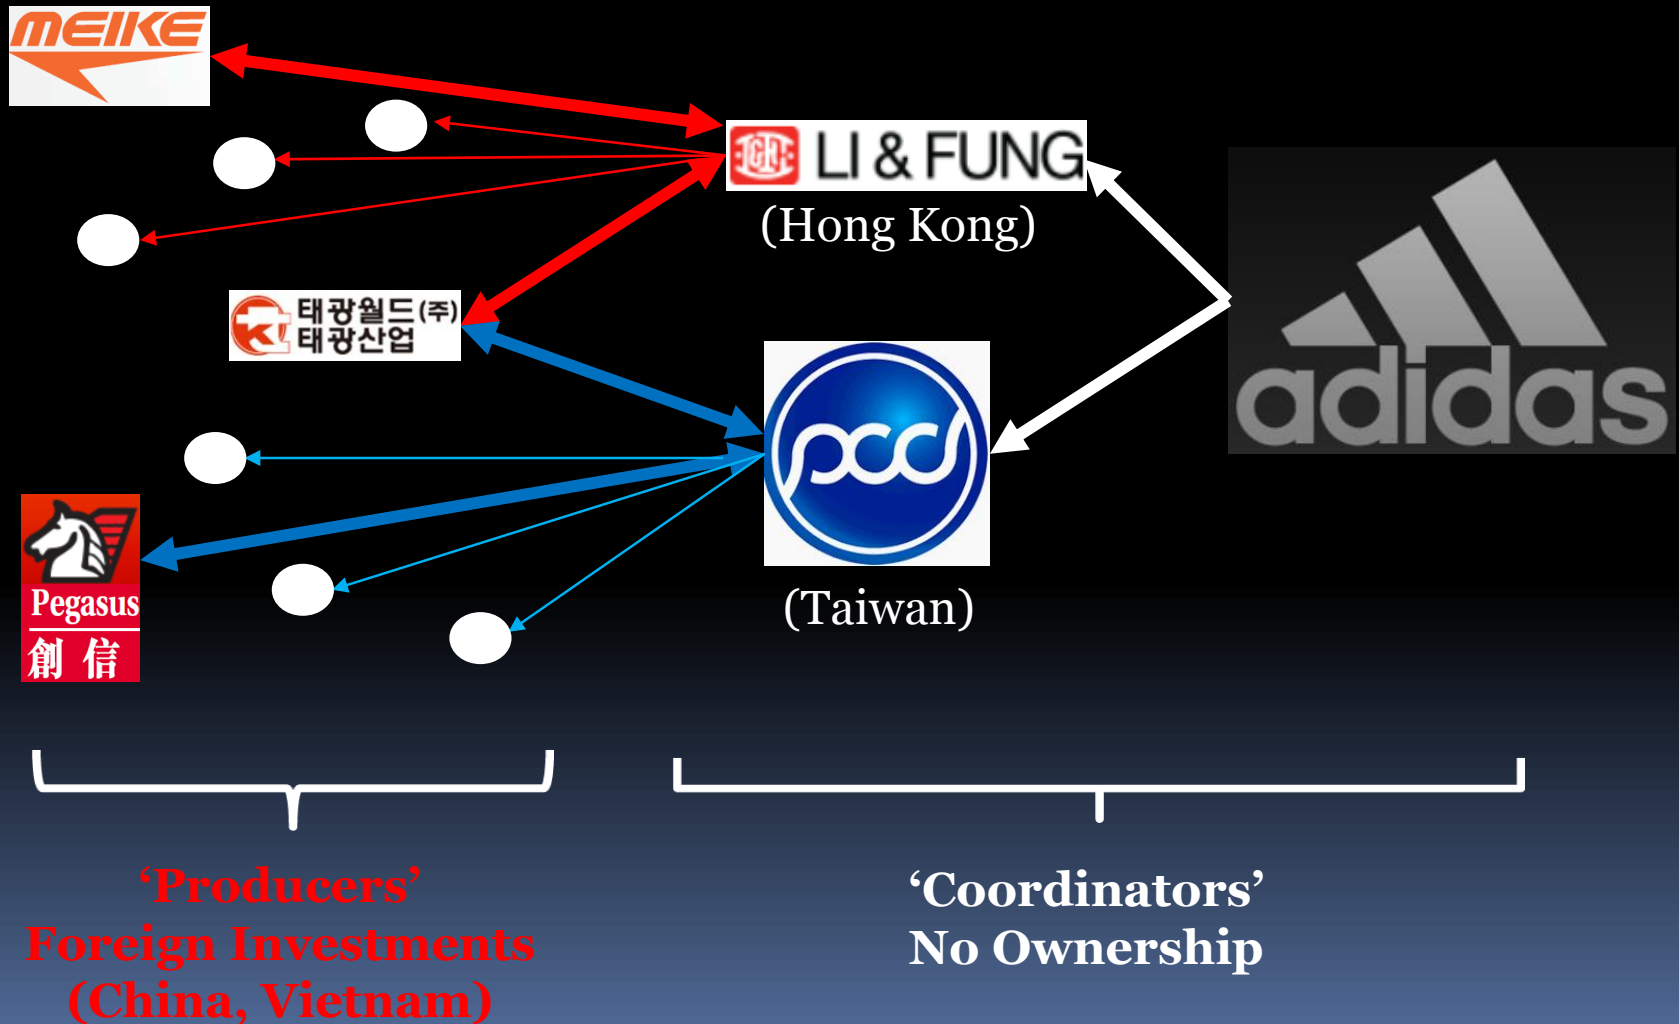 MEIKE
LI & FUNG
(Hong Kong)
태광월드(주)
태광산업
adidas
pcc
(Taiwan)
Pegasus
創信
‘Producers’
Foreign Investments
(China, Vietnam)
‘Coordinators’
No Ownership